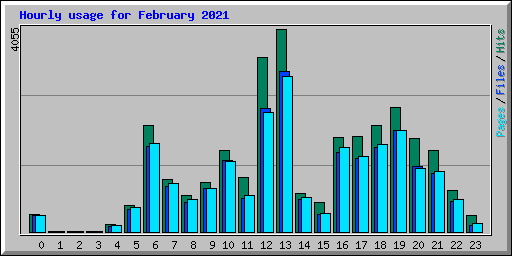 Hourly usage for February 2021
4055
Pages / Files / Hits
0 1 2 3 4 5 6 7 8 9 10 11 12 13 14 15 16 17 18 19 20 21 22 23